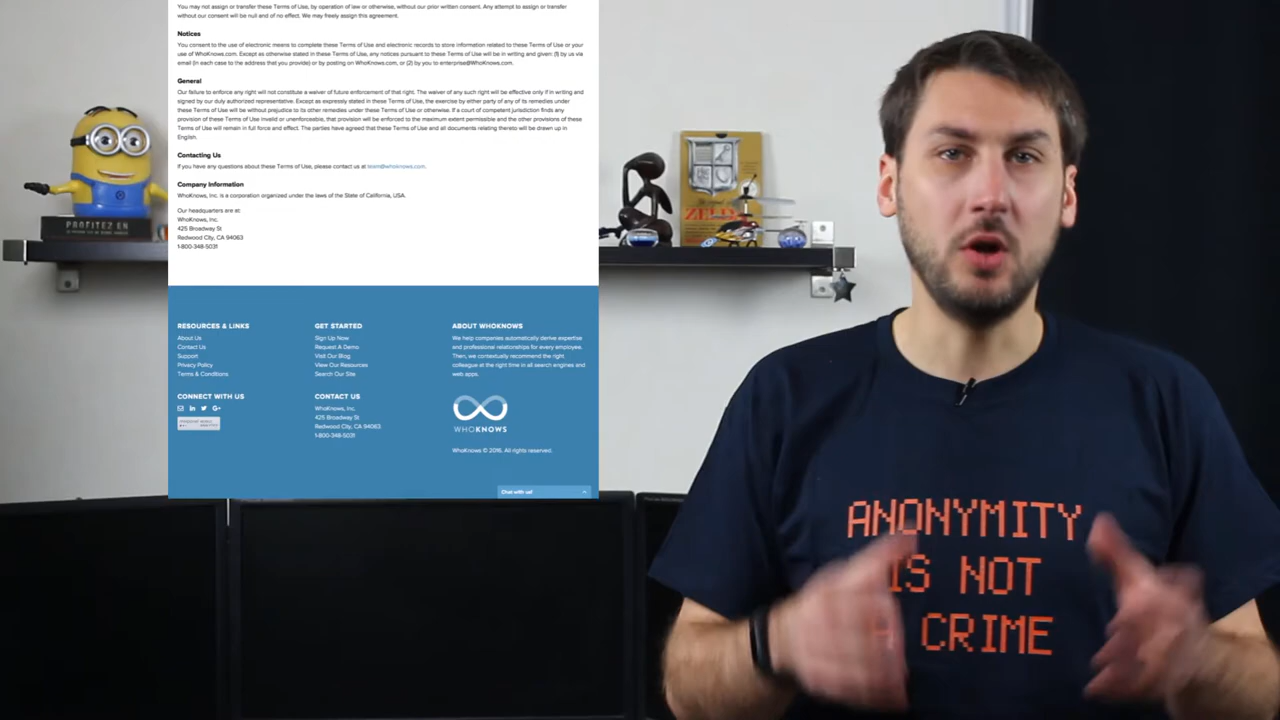 You may not assign or transfer these Terms of Use, by operation of law or otherwise, without our prior written consent. Any attempt to assign or transfer
without our consent will be null and of no effect. We may freely assign this agreement.
Notices
You consent to the use of electronic means to complete these Terms of Use and electronic records to store information related to these Terms of Use or your
use of WhoKnows.com. Except as otherwise stated in these Terms of Use, any notices pursuant to these Terms of Use will be in writing and given: (1) by us via
email (in each case to the address that you provide) or by posting on WhoKnows.com, or (2) by you to enterprise@WhoKnows.com.
General
Our failure to enforce any right will not constitute a waiver of future enforcement of that right. The waiver of any such right will be effective only if in writing and
signed by our duly authorized representative. Except as expressly stated in these Terms of Use, the exercise by either party of any of its remedies under
these Terms of Use will be without prejudice to its other remedies under these Terms of Use or otherwise. If a court of competent jurisdiction finds any
provision of these Terms of Use invalid or unenforceable, that provision will be enforced to the maximum extent permissible and the other provisions of these
Terms of Use will remain in full force and effect. The parties have agreed that these Terms of Use and all documents relating thereto will be drawn up in
English.
Contacting Us
If you have any questions about these Terms of Use, please contact us at team@whoknows.com.
Company Information
WhoKnows, Inc. is a corporation organized under the laws of the State of California, USA.
Our headquarters are at:
WhoKnows, Inc.
425 Broadway St
Redwood City, CA 94063
1-800-348-5031
RESOURCES & LINKS
About Us
Contact Us
Support
Privacy Policy
Terms & Conditions
CONNECT WITH US
GET STARTED
Sign Up Now
Request A Demo
Visit Our Blog
View Our Resources
Search Our Site
CONTACT US
WhoKnows, Inc.
425 Broadway St
Redwood City, CA 94063
1-800-348-5031
ABOUT WHOKNOWS
We help companies automatically derive expertise
and professional relationships for every employee.
Then, we contextually recommend the right
colleague at the right time in all search engines and
web apps.
WHOKNOWS
WhoKnows © 2016. All rights reserved.
Chat with us!
PROFITEZ EN
ZELDA
ANONYMITY
IS NOT
A CRIME